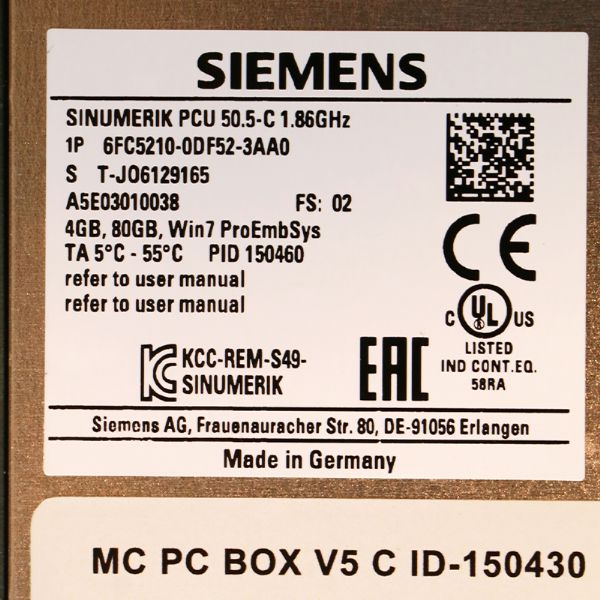 SIEMENS
SINUMERIK PCU 50.5-C 1.86GHz
1P 6FC5210-0DF52-3AA0
S T-JO6129165
A5E03010038 FS: 02
4GB, 80GB, Win7 ProEmbSys
TA 5°C - 55°C PID 150460
refer to user manual
refer to user manual
CE
C UL US
®
LISTED
IND CONT.EQ.
58RA
KCC-REM-S49-
SINUMERIK
EAC
Siemens AG, Frauenauracher Str. 80, DE-91056 Erlangen
Made in Germany
MC PC BOX V5 C ID-150430